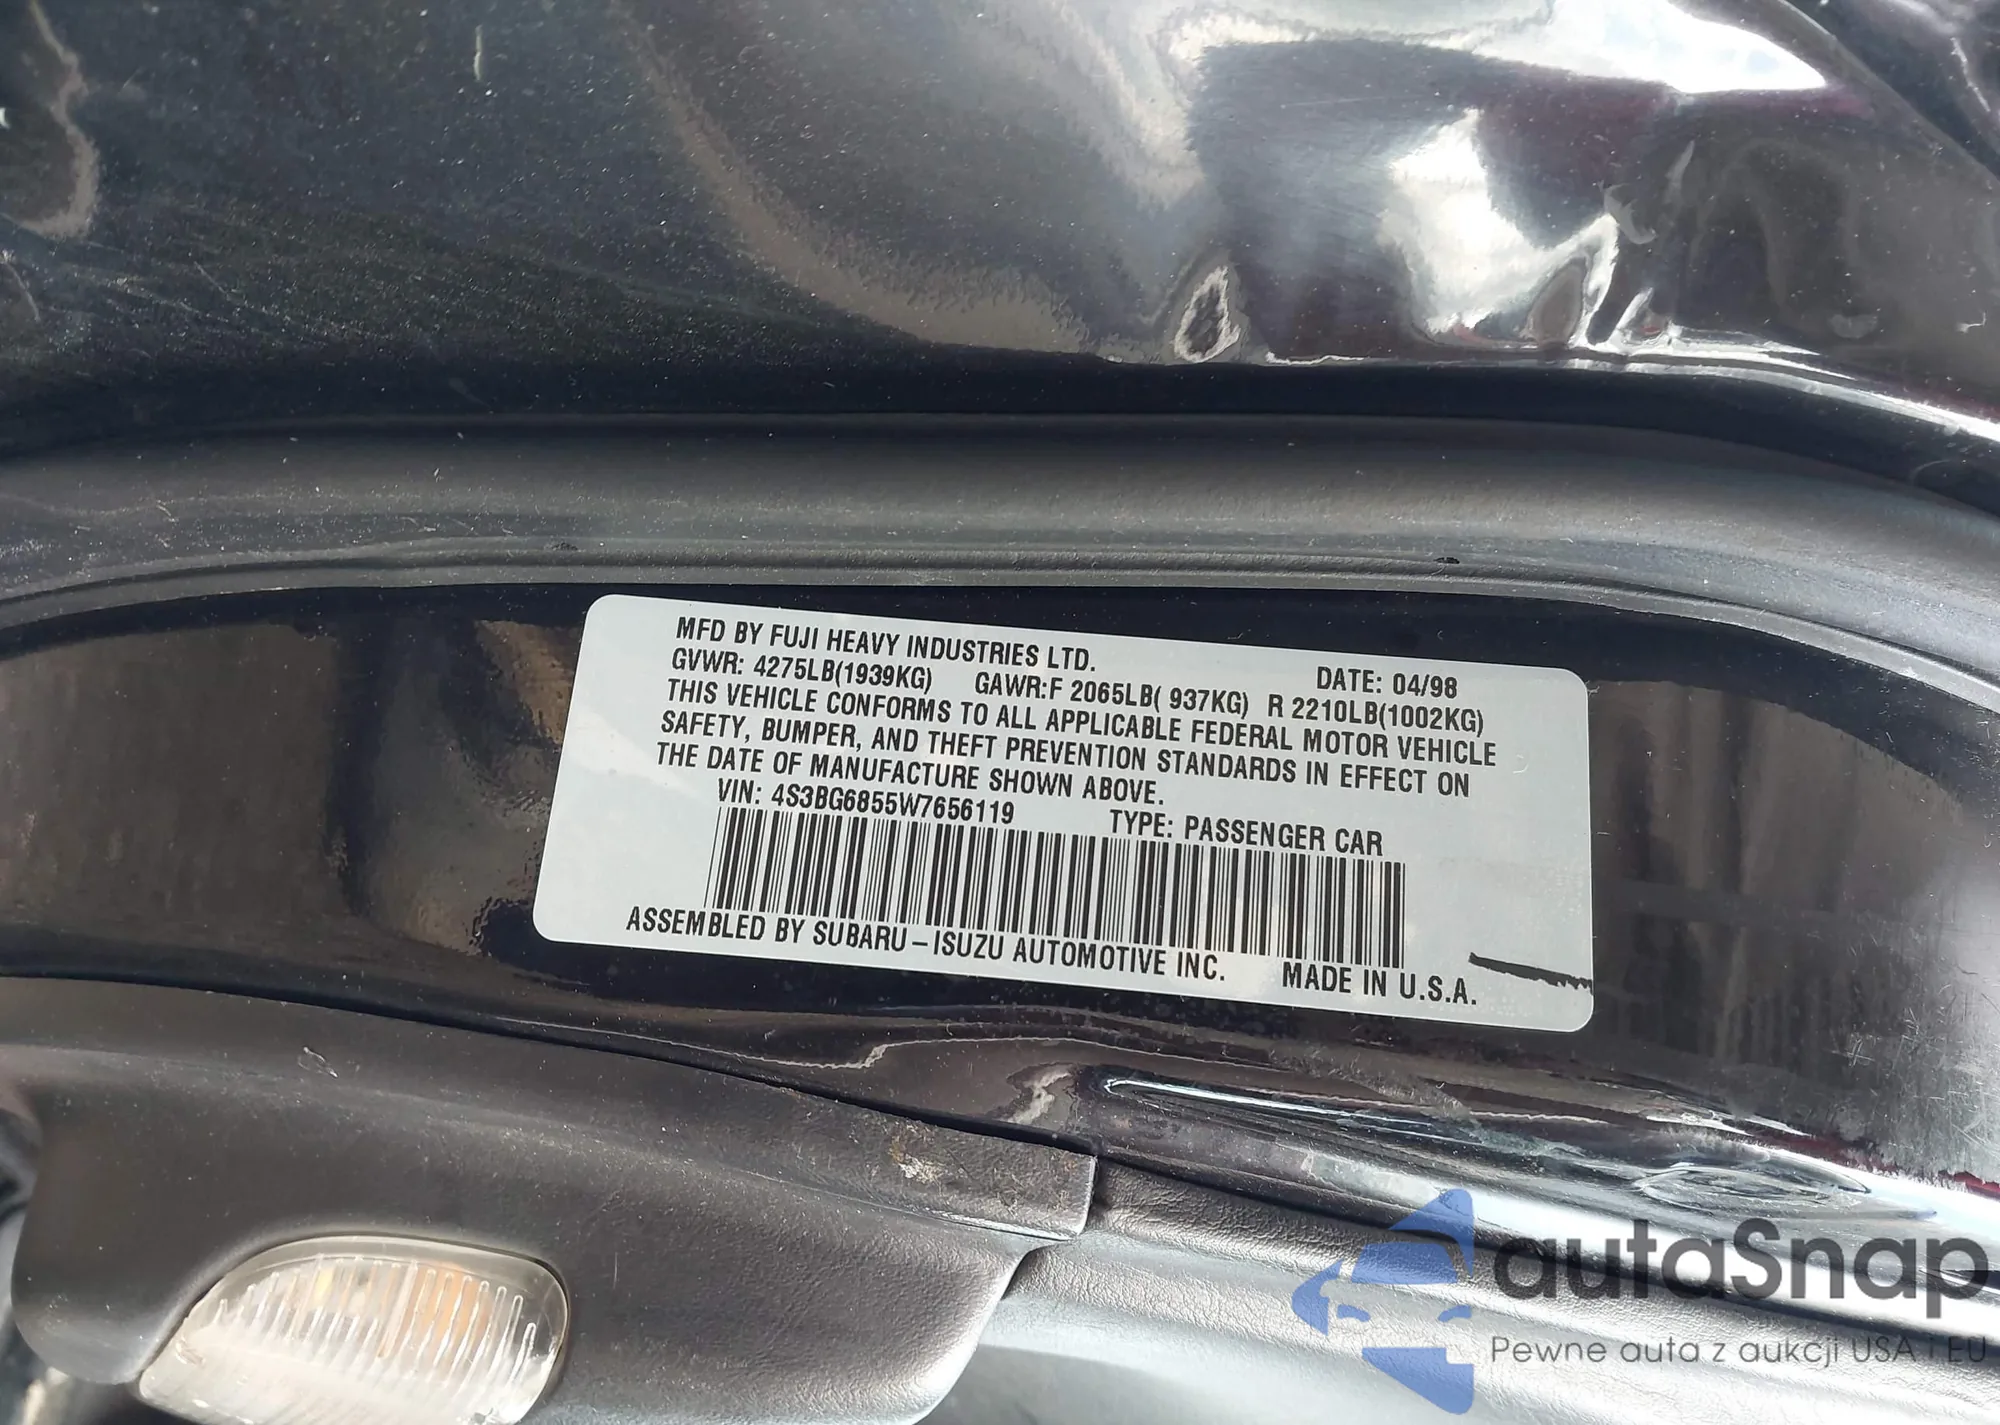 MFD BY FUJI HEAVY INDUSTRIES LTD. DATE: 04/98
GVWR: 4275LB(1939KG) GAWR:F 2065LB( 937KG) R 2210LB(1002KG)
THIS VEHICLE CONFORMS TO ALL APPLICABLE FEDERAL MOTOR VEHICLE
SAFETY, BUMPER, AND THEFT PREVENTION STANDARDS IN EFFECT ON
THE DATE OF MANUFACTURE SHOWN ABOVE.
VIN: 4S3BG6855W7656119 TYPE: PASSENGER CAR
ASSEMBLED BY SUBARU-ISUZU AUTOMOTIVE INC. MADE IN U.S.A.
autaSnap
Pewne auta z aukcji USA i EU